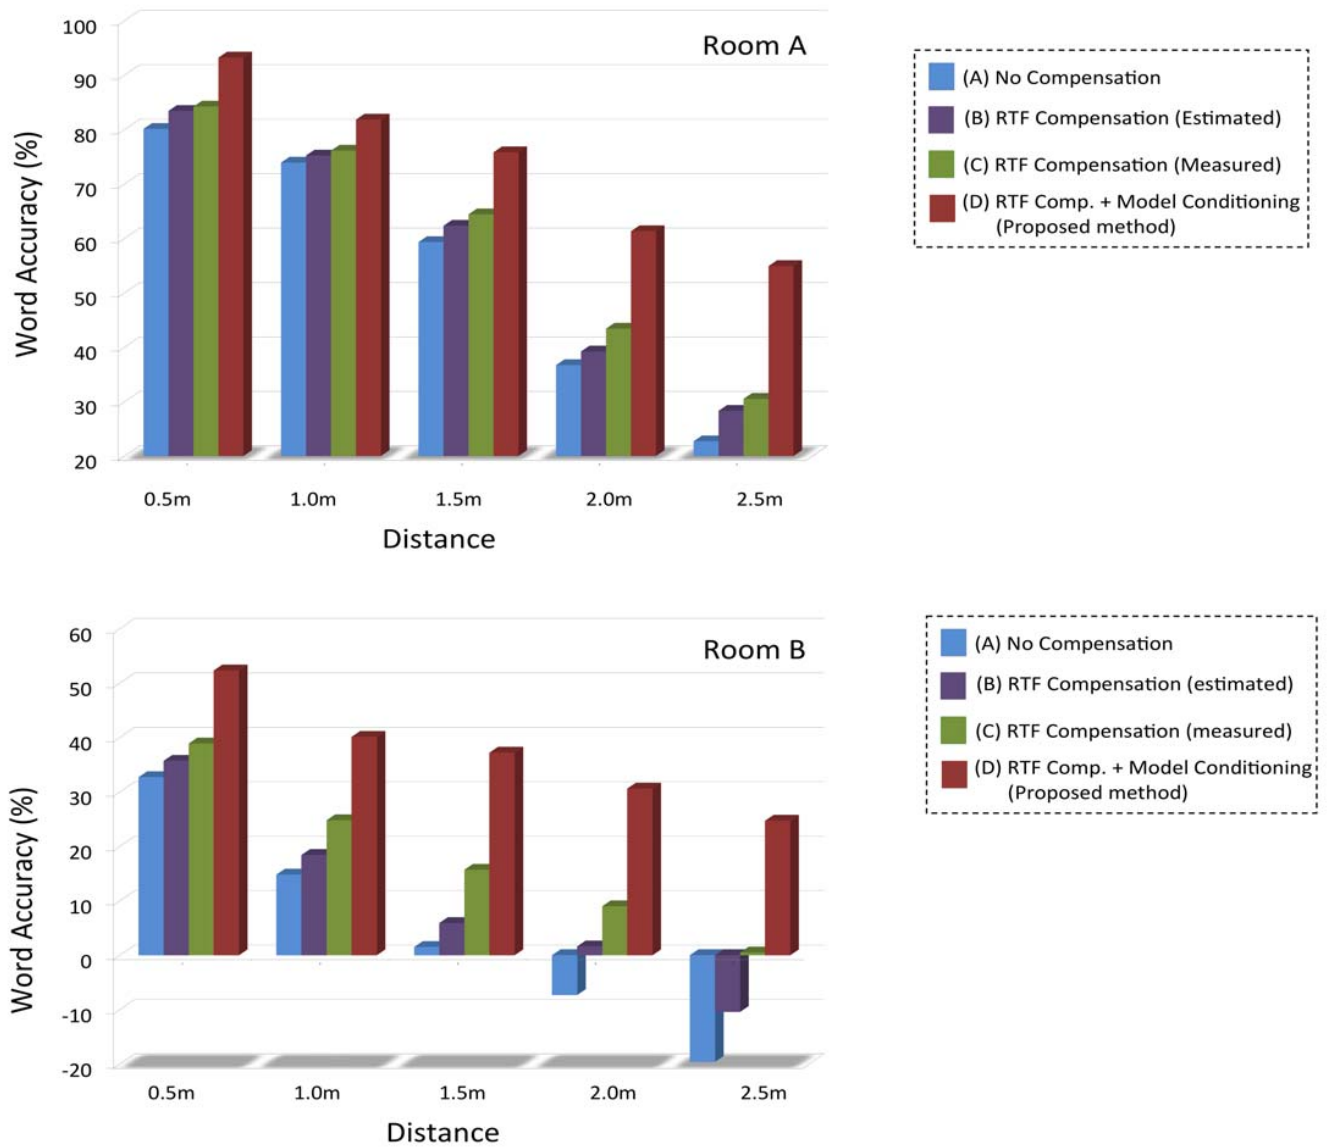 Room A
Word Accuracy (%)
100
90
80
70
60
50
40
30
20
0.5m 1.0m 1.5m 2.0m 2.5m
Distance
(A) No Compensation
(B) RTF Compensation (Estimated)
(C) RTF Compensation (Measured)
(D) RTF Comp. + Model Conditioning
(Proposed method)
Room B
Word Accuracy (%)
60
50
40
30
20
10
0
-10
-20
0.5m 1.0m 1.5m 2.0m 2.5m
Distance
(A) No Compensation
(B) RTF Compensation (estimated)
(C) RTF Compensation (measured)
(D) RTF Comp. + Model Conditioning
(Proposed method)